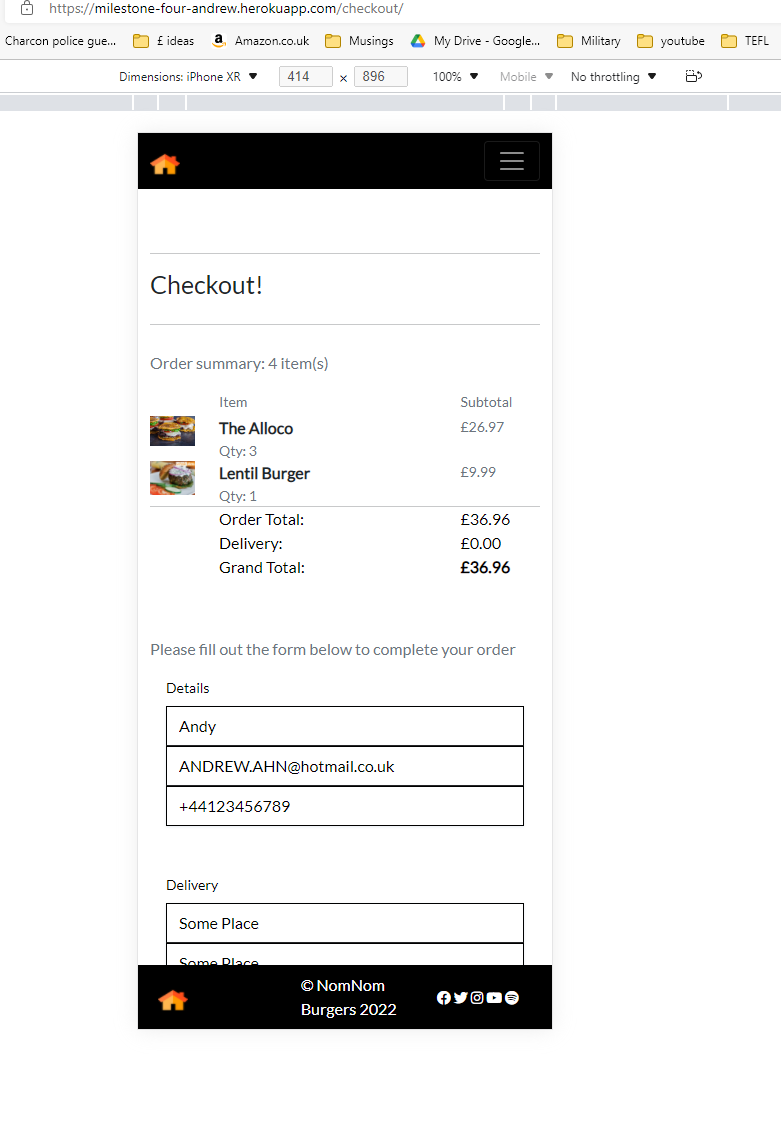 https://milestone-four-andrew.herokuapp.com/checkout/
Charcon police gue... £ ideas a Amazon.co.uk Musings My Drive - Google... Military youtube TEFL
Dimensions: iPhone XR 414 x 896 100% Mobile No throttling
Checkout!
Order summary: 4 item(s)
Item Subtotal
The Alloco £26.97
Qty: 3
Lentil Burger £9.99
Qty: 1
Order Total: £36.96
Delivery: £0.00
Grand Total: £36.96
Please fill out the form below to complete your order
Details
Andy
ANDREW.AHN@hotmail.co.uk
+44123456789
Delivery
Some Place
Some Place
© NomNom
Burgers 2022